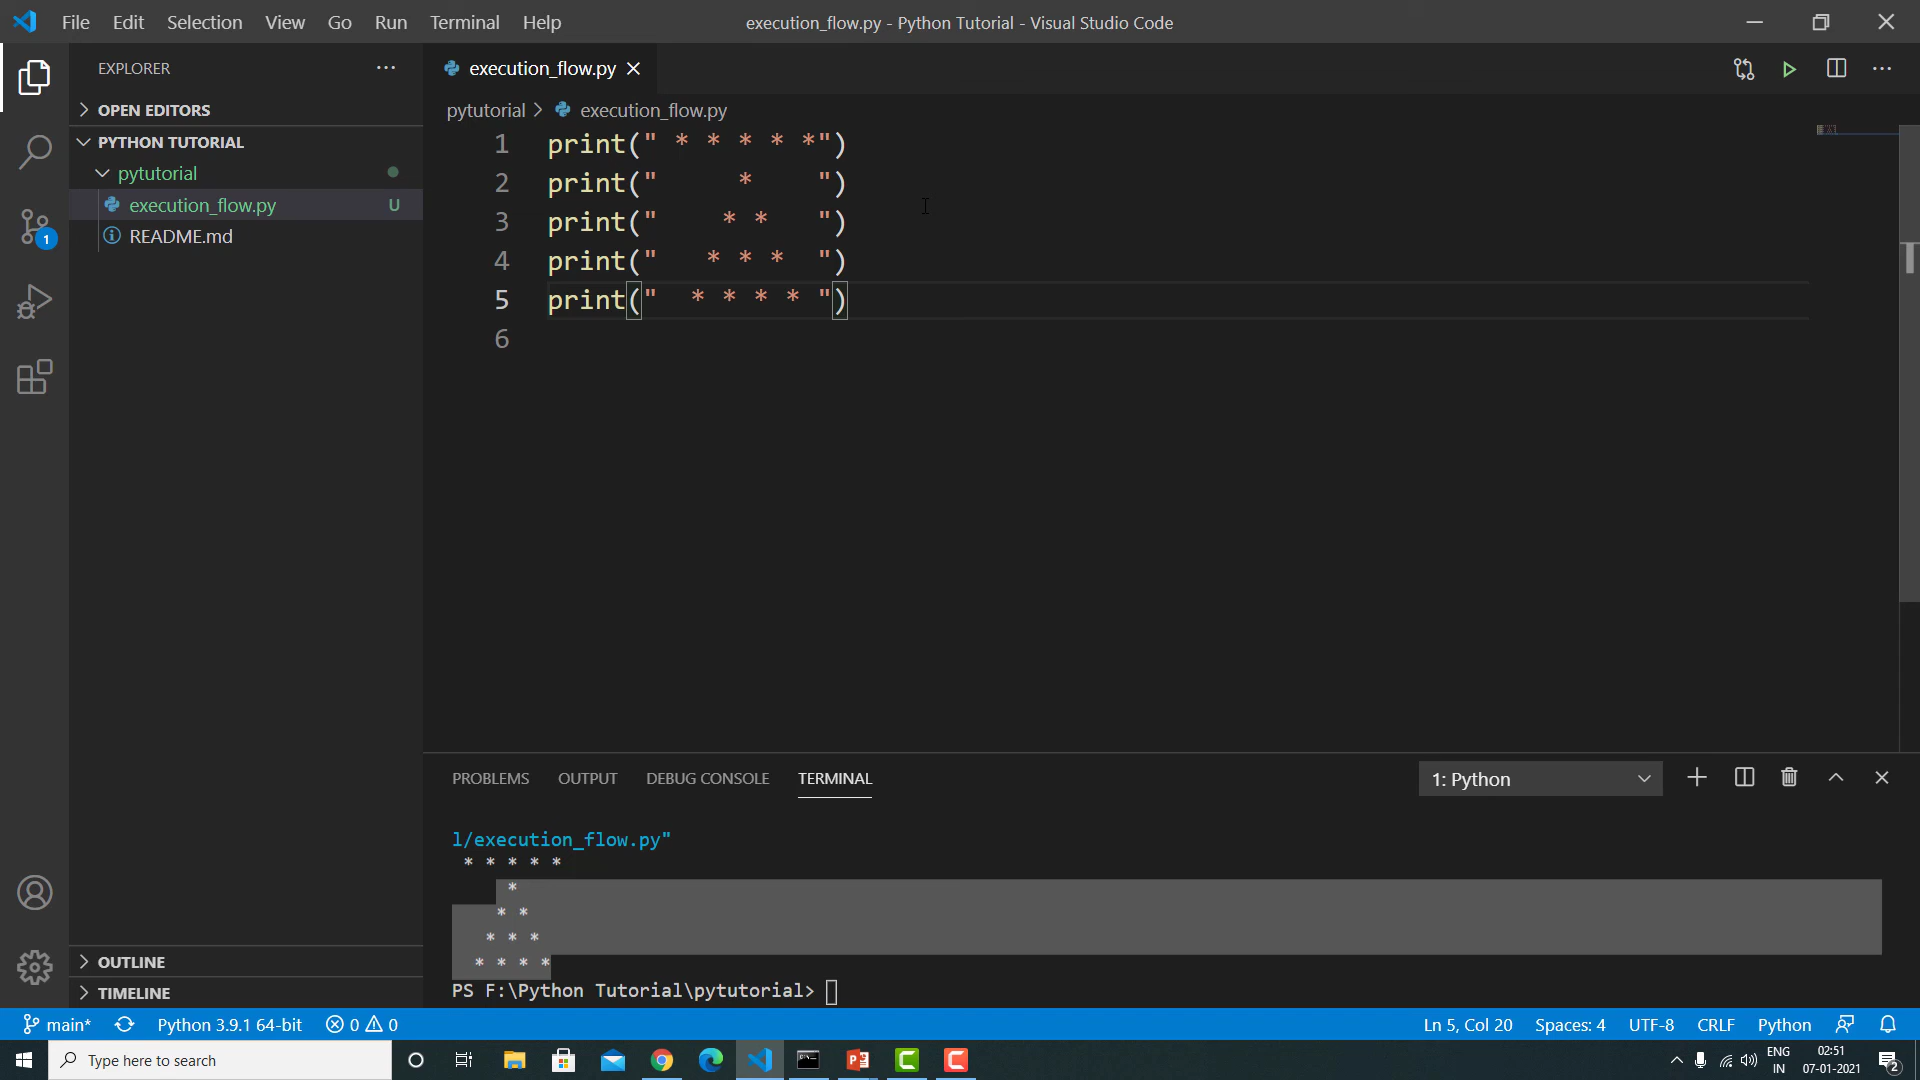 File Edit Selection View Go Run Terminal Help
execution_flow.py - Python Tutorial - Visual Studio Code
EXPLORER
OPEN EDITORS
PYTHON TUTORIAL
pytutorial
execution_flow.py U
README.md
1
OUTLINE
TIMELINE
execution_flow.py
pytutorial > execution_flow.py
1 print(" * * * * *")
2 print("     *    ")
3 print("    * *   ")
4 print("   * * *  ")
5 print("  * * * * ")
6
PROBLEMS OUTPUT DEBUG CONSOLE TERMINAL
1: Python
l/execution_flow.py"
 * * * * *
     *
    * *
   * * *
  * * * *
PS F:\Python Tutorial\pytutorial>
main* Python 3.9.1 64-bit 0 0
Ln 5, Col 20 Spaces: 4 UTF-8 CRLF Python
Type here to search
ENG
IN
02:51
07-01-2021
2